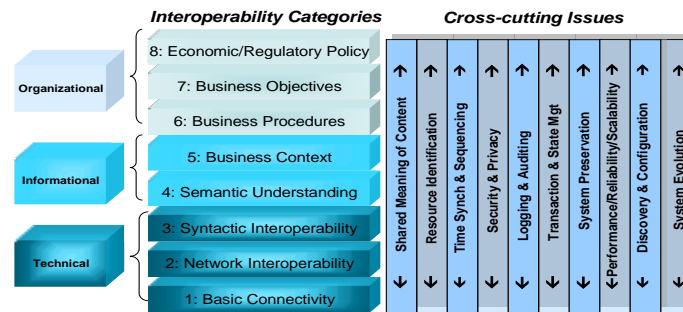 Interoperability Categories
Cross-cutting Issues
Organizational
8: Economic/Regulatory Policy
7: Business Objectives
6: Business Procedures
Informational
5: Business Context
4: Semantic Understanding
Technical
3: Syntactic Interoperability
2: Network Interoperability
1: Basic Connectivity
Shared Meaning of Content
Resource Identification
Time Synch & Sequencing
Security & Privacy
Logging & Auditing
Transaction & State Mgt
System Preservation
Performance/Reliability/Scalability
Discovery & Configuration
System Evolution